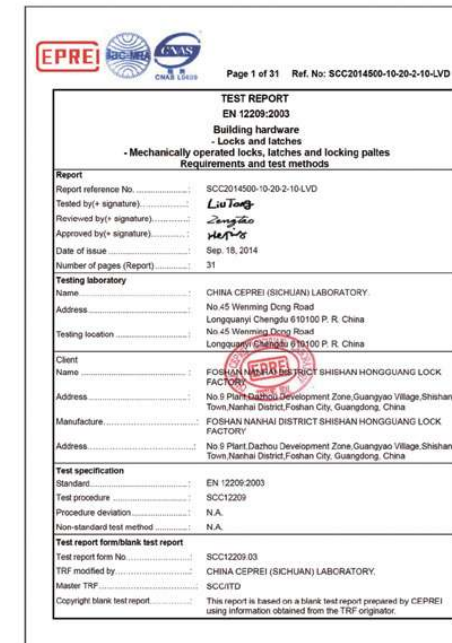 EPREI ilac-MRA CNAS
CNAS L0409
Page 1 of 31 Ref. No: SCC2014500-10-20-2-10-LVD
TEST REPORT
EN 12209:2003
Building hardware
- Locks and latches
- Mechanically operated locks, latches and locking paltes
Requirements and test methods
Report
Report reference No. ....................: SCC2014500-10-20-2-10-LVD
Tested by(+ signature)....................: Liu Tong
Reviewed by(+ signature)..............: Zengtao
Approved by(+ signature)............:
Date of issue ....................: Sep. 18, 2014
Number of pages (Report)..............: 31
Testing laboratory
Name....................: CHINA CEPREI (SICHUAN) LABORATORY
Address....................: No.45 Wenming Dong Road
Longquanyi Chengdu 610100 P. R. China
Testing location ....................: No.45 Wenming Dong Road
Longquanyi Chengdu 610100 P. R. China
Client
Name ....................: FOSHAN NANHAI DISTRICT SHISHAN HONGGUANG LOCK
FACTORY
Address....................: No.9 Plant,Dazhou Development Zone,Guangyao Village,Shishan
Town,Nanhai District,Foshan City, Guangdong, China
Manufacture....................: FOSHAN NANHAI DISTRICT SHISHAN HONGGUANG LOCK
FACTORY
Address....................: No.9 Plant,Dazhou Development Zone,Guangyao Village,Shishan
Town,Nanhai District,Foshan City, Guangdong, China
Test specification
Standard....................: EN 12209:2003
Test procedure ....................: SCC12209
Procedure deviation....................: N.A.
Non-standard test method ..............: N.A.
Test report form/blank test report
Test report form No....................: SCC12209.03
TRF modified by....................: CHINA CEPREI (SICHUAN) LABORATORY.
Master TRF....................: SCC/ITD
Copyright blank test report..............: This report is based on a blank test report prepared by CEPREI
using information obtained from the TRF originator.